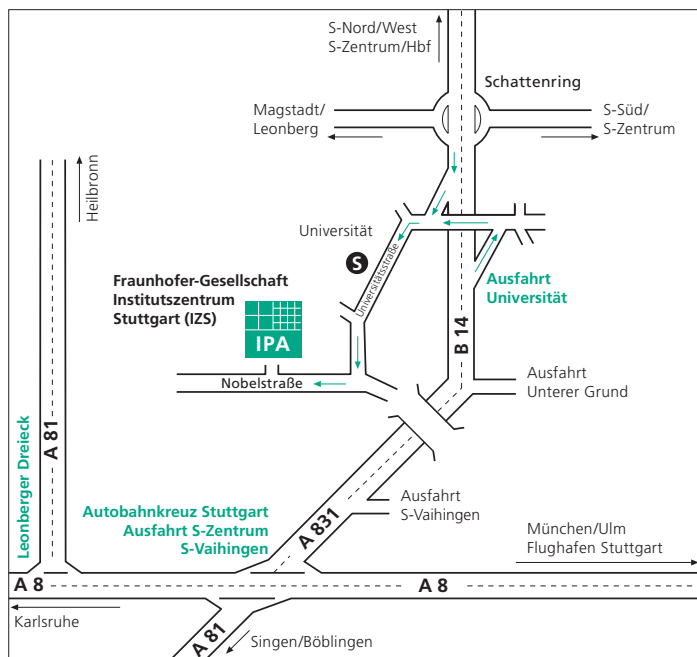 S-Nord/West
S-Zentrum/Hbf
Schattenring
Magstadt/
Leonberg
S-Süd/
S-Zentrum
Heilbronn
Universität
S
Universitätsstraße
Ausfahrt
Universität
Fraunhofer-Gesellschaft
Institutszentrum
Stuttgart (IZS)
IPA
B 14
Nobelstraße
Ausfahrt
Unterer Grund
A 81
Leonberger Dreieck
Autobahnkreuz Stuttgart
Ausfahrt S-Zentrum
S-Vaihingen
A 831
Ausfahrt
S-Vaihingen
München/Ulm
Flughafen Stuttgart
A 8
A 8
Karlsruhe
A 81
Singen/Böblingen